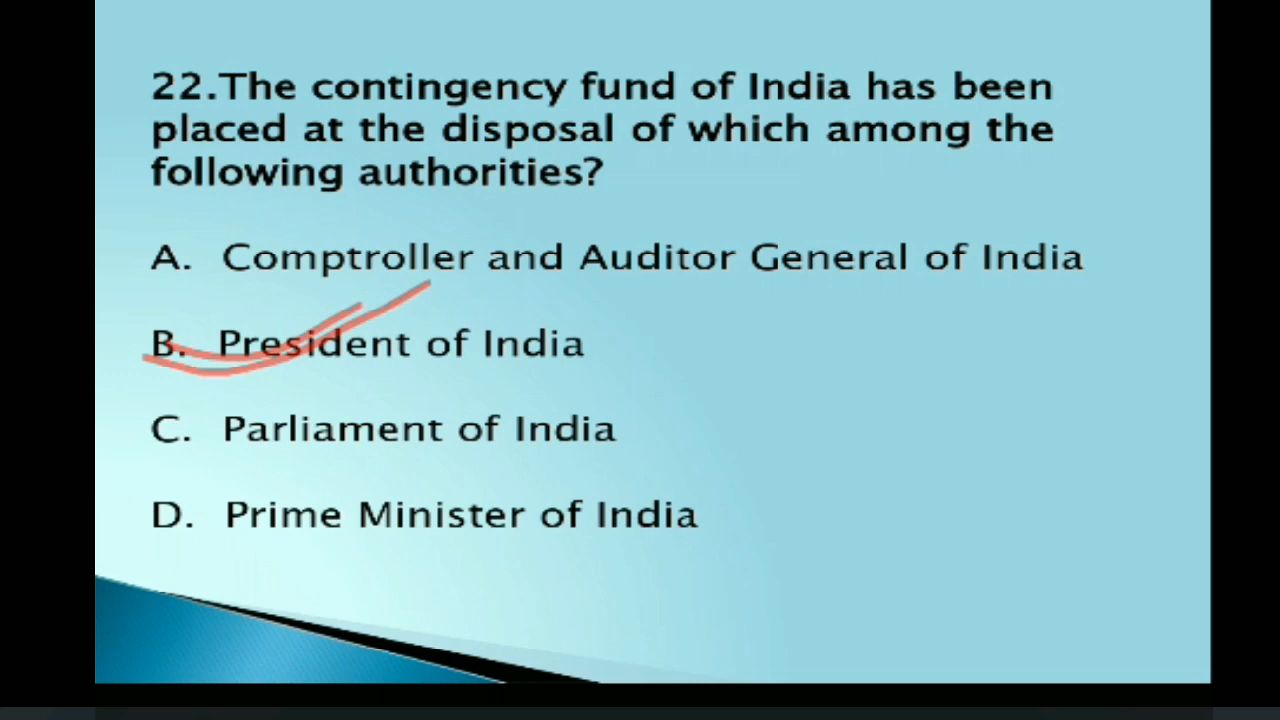 22.The contingency fund of India has been
placed at the disposal of which among the
following authorities?
A. Comptroller and Auditor General of India
B. President of India
C. Parliament of India
D. Prime Minister of India